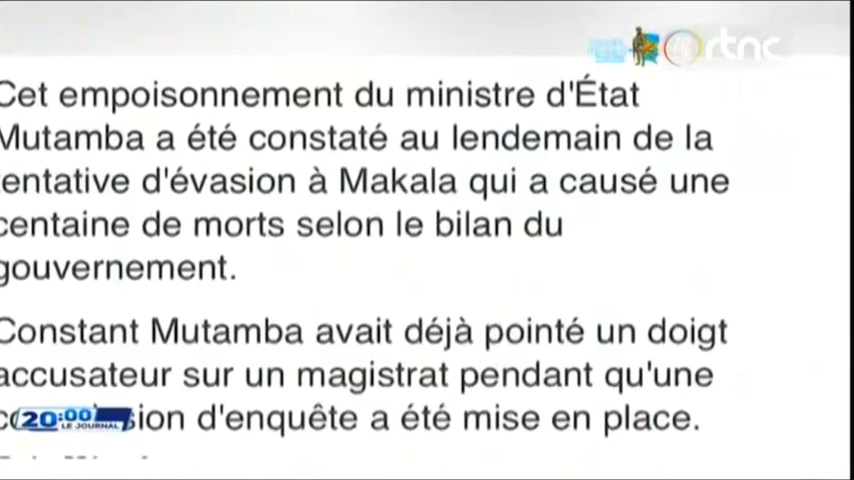 rtnc
Cet empoisonnement du ministre d'État
Mutamba a été constaté au lendemain de la
tentative d'évasion à Makala qui a causé une
centaine de morts selon le bilan du
gouvernement.
Constant Mutamba avait déjà pointé un doigt
accusateur sur un magistrat pendant qu'une
sion d'enquête a été mise en place.
20:00
LE JOURNAL